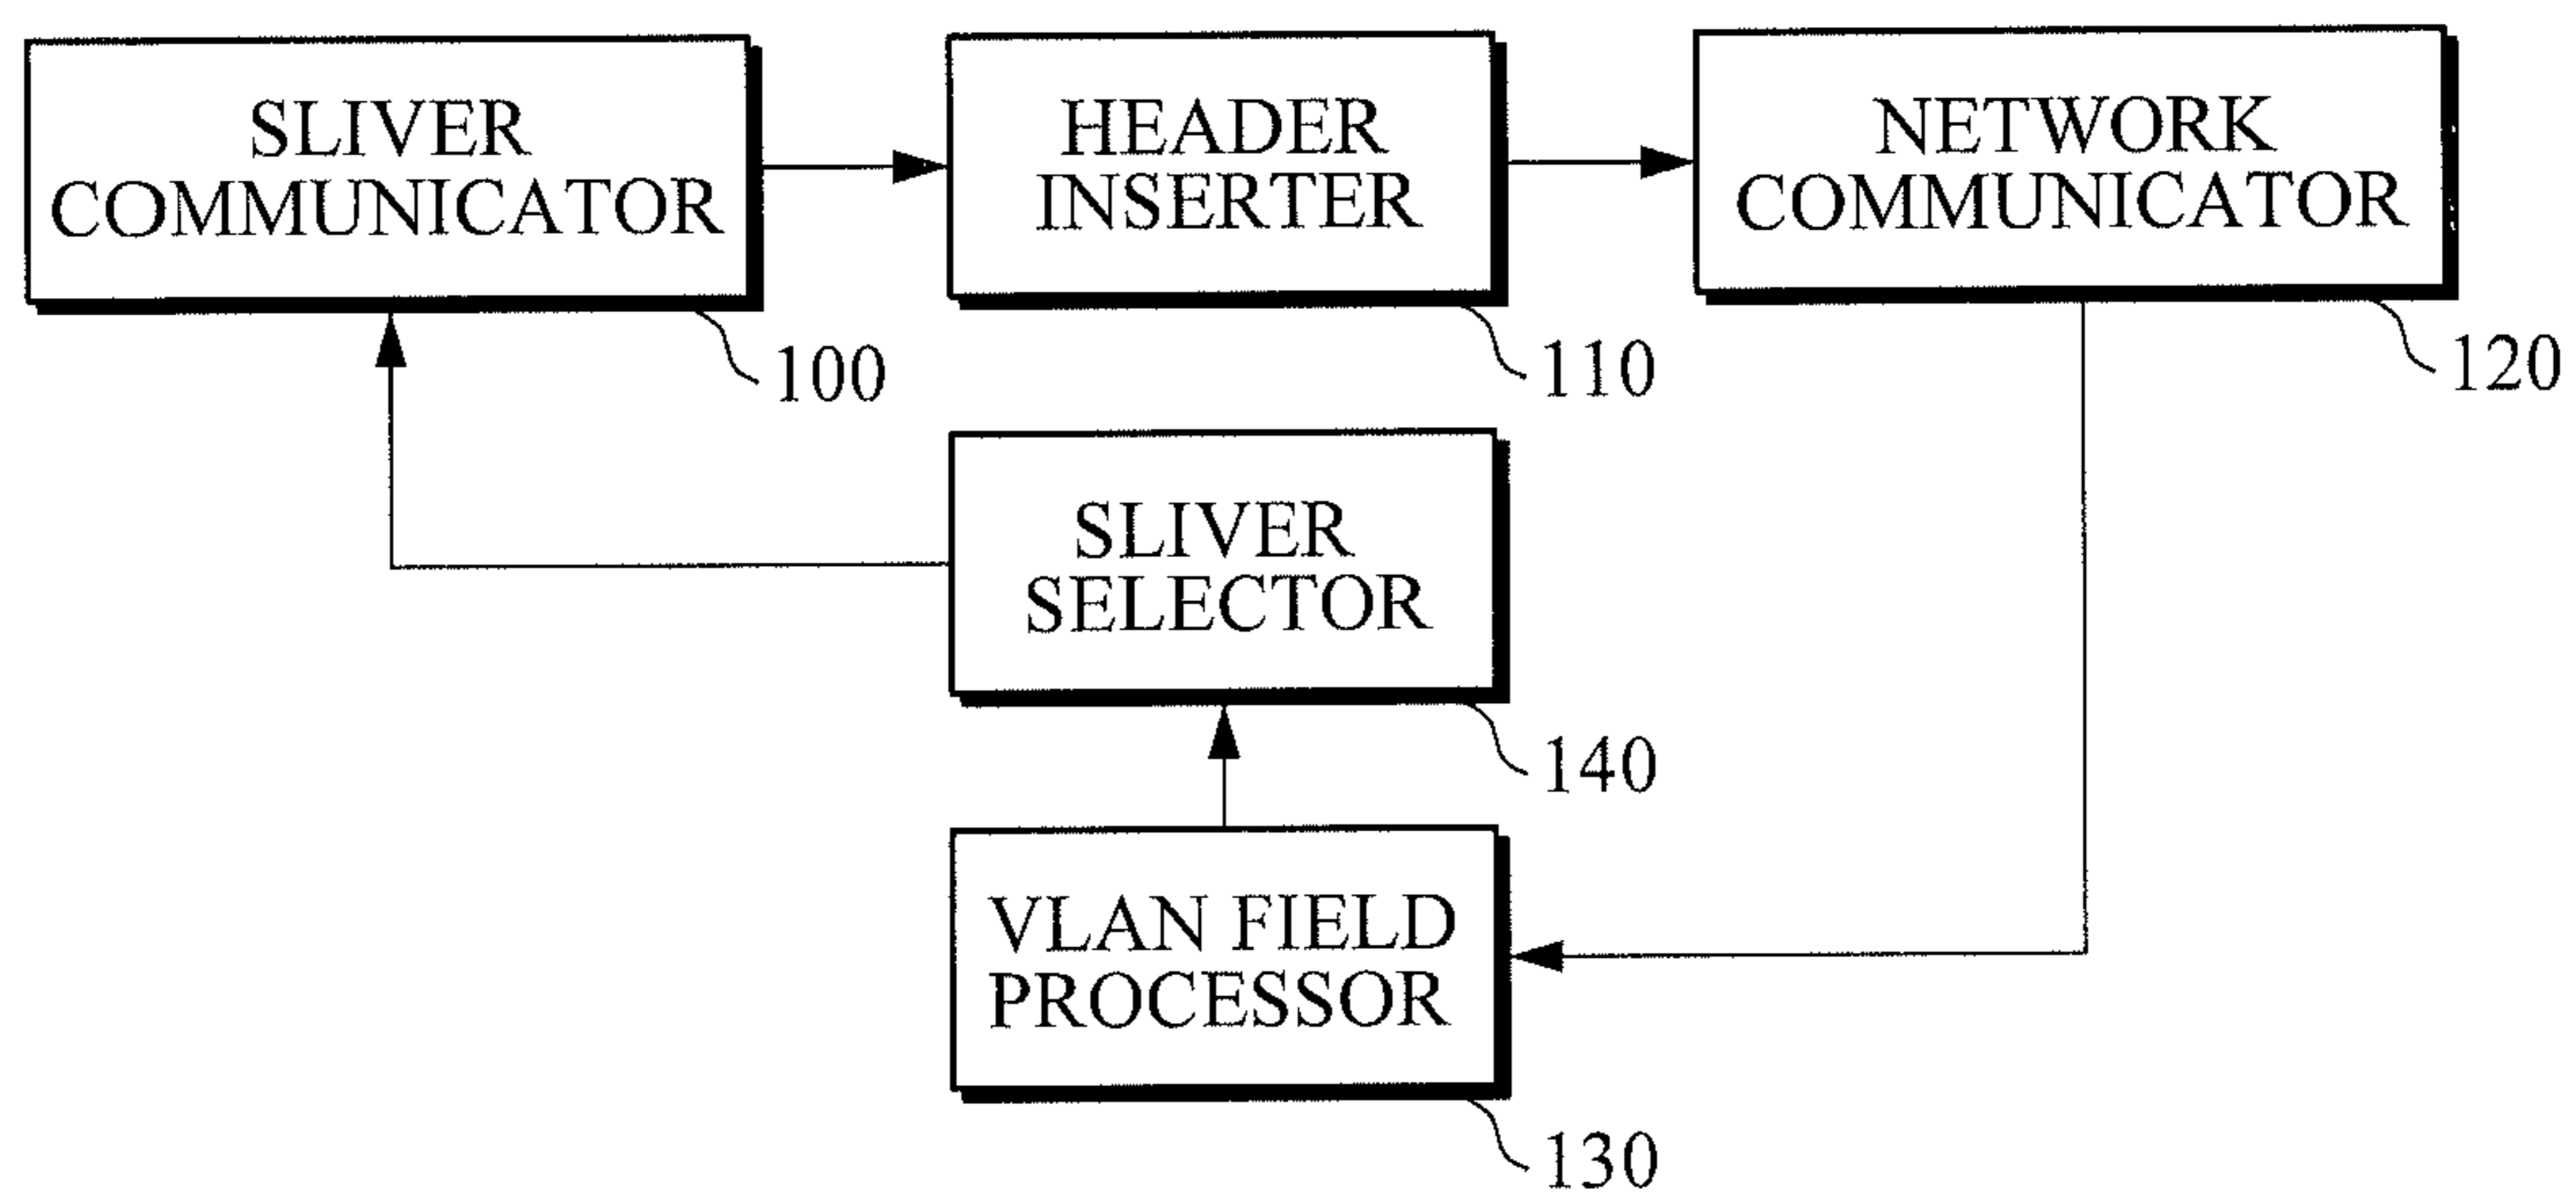 SLIVER
COMMUNICATOR
100
HEADER
INSERTER
110
NETWORK
COMMUNICATOR
120
SLIVER
SELECTOR
140
VLAN FIELD
PROCESSOR
130